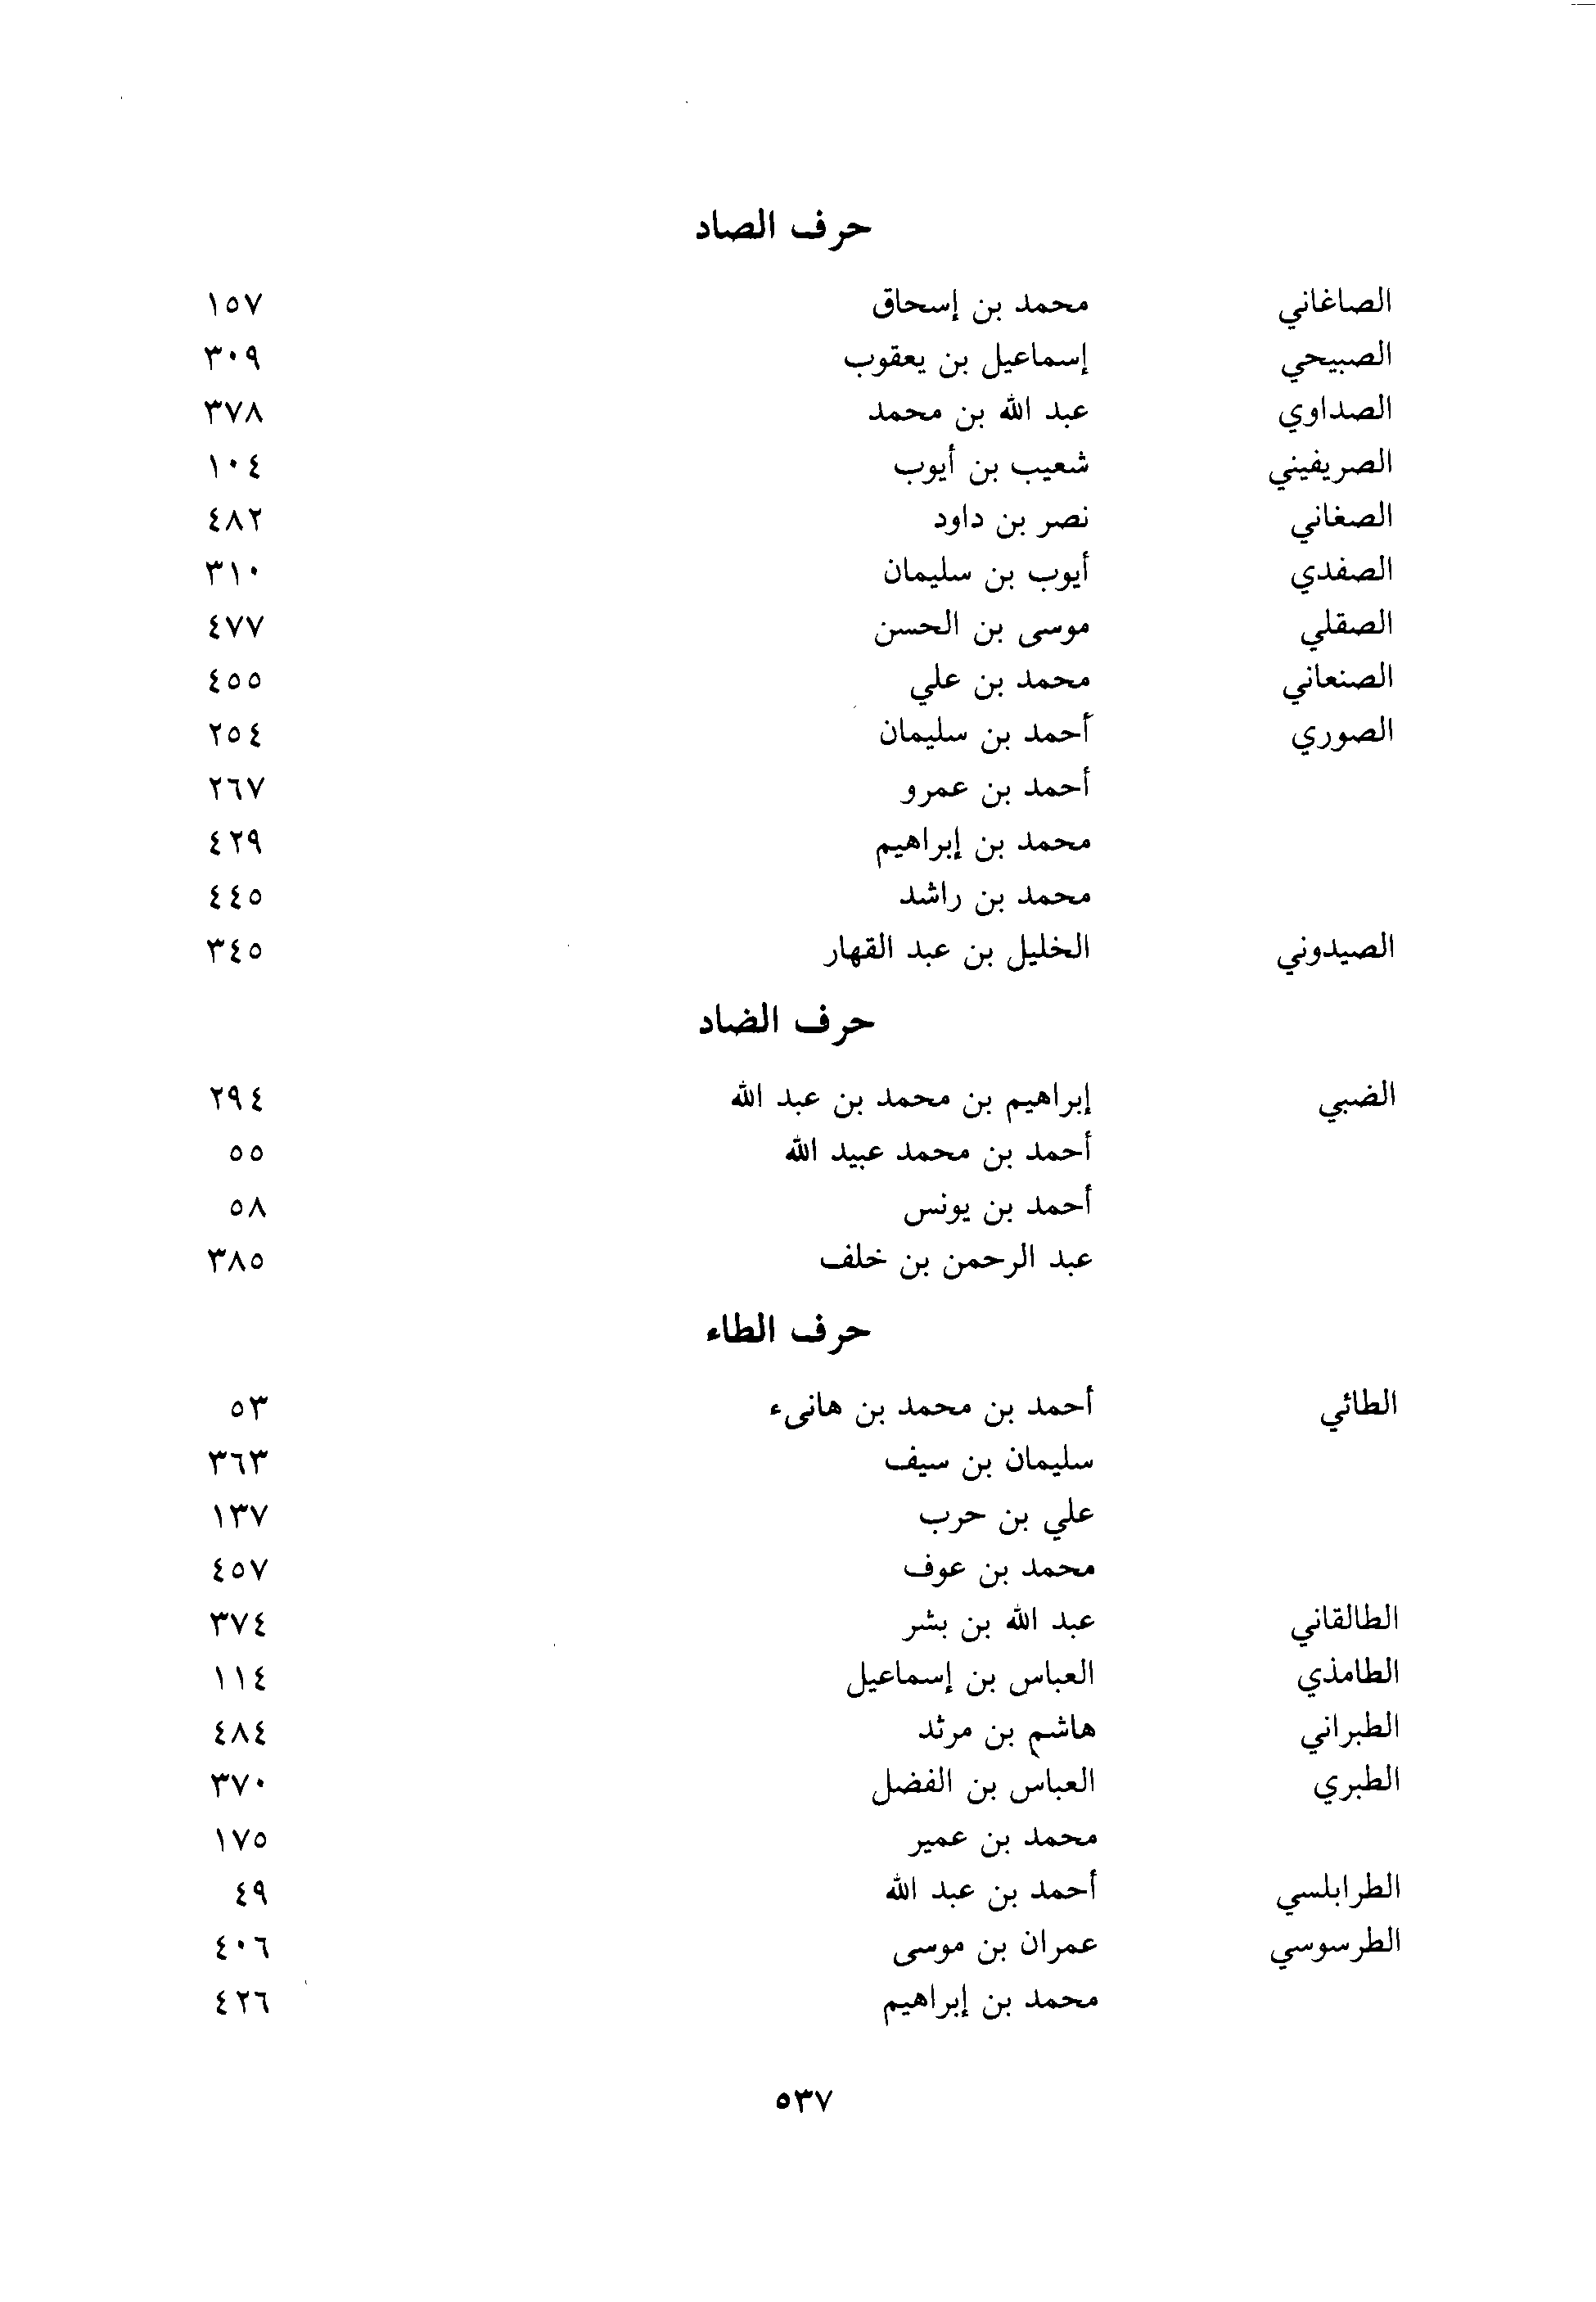 حرف الصاد
الصاغاني محمد بن إسحاق ١٥٧
الصبيحي إسماعيل بن يعقوب ٣٠٩
الصداوي عبد الله بن محمد ٣٧٨
الصريفيني شعيب بن أيوب ١٠٤
الصغاني نصر بن داود ٤٨٢
الصفدي أيوب بن سليمان ٣١٠
الصقلي موسى بن الحسن ٤٧٧
الصنعاني محمد بن علي ٤٥٥
الصوري أحمد بن سليمان ٢٥٤
أحمد بن عمرو ٢٦٧
محمد بن إبراهيم ٤٢٩
محمد بن راشد ٤٤٥
الصيدوني الخليل بن عبد القهار ٣٤٥
حرف الضاد
الضبي إبراهيم بن محمد بن عبد الله ٢٩٤
أحمد بن محمد عبيد الله ٥٥
أحمد بن يونس ٥٨
عبد الرحمن بن خلف ٣٨٥
حرف الطاء
الطائي أحمد بن محمد بن هانىء ٥٣
سليمان بن سيف ٣٦٣
علي بن حرب ١٣٧
محمد بن عوف ٤٥٧
الطالقاني عبد الله بن بشر ٣٧٤
الطامذي العباس بن إسماعيل ١١٤
الطبراني هاشم بن مرثد ٤٨٤
الطبري العباس بن الفضل ٣٧٠
محمد بن عمير ١٧٥
الطرابلسي أحمد بن عبد الله ٤٩
الطرسوسي عمران بن موسى ٤٠٦
محمد بن إبراهيم ٤٢٦
٥٣٧